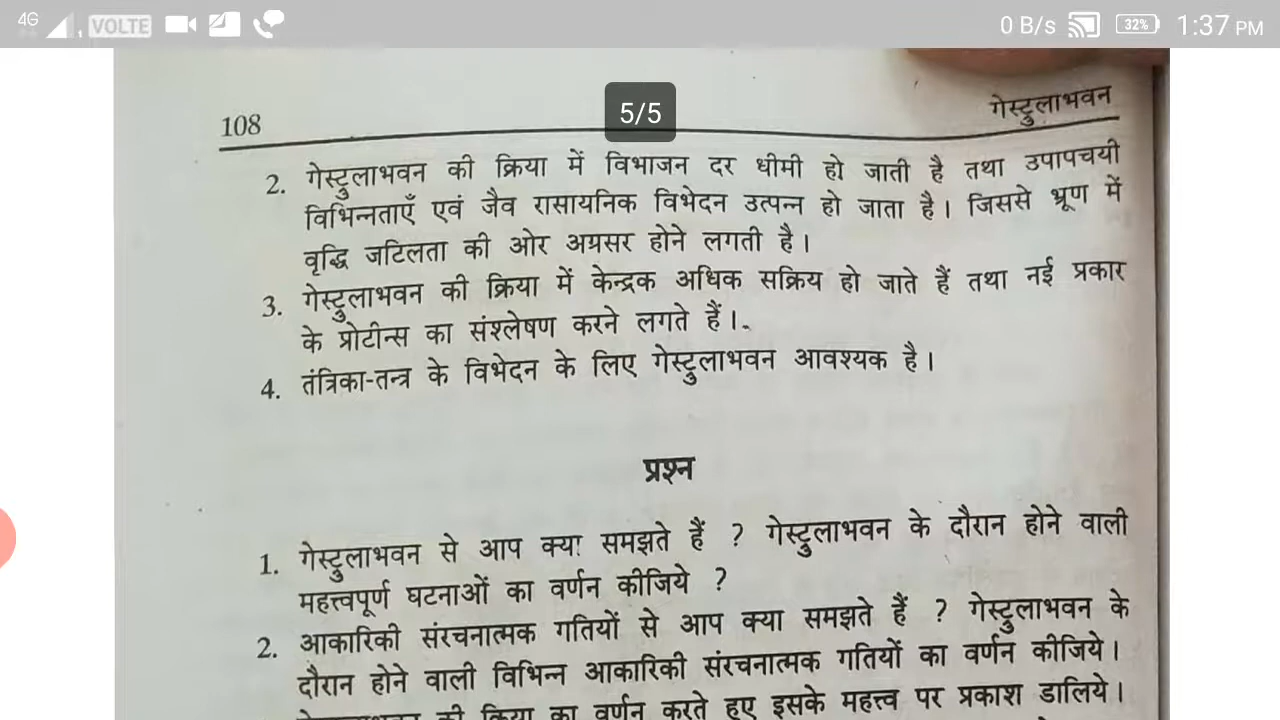 4G VOLTE 0 B/s 32% 1:37 PM
5/5
108 गेस्ट्रुलाभवन
2. गेस्ट्रुलाभवन की क्रिया में विभाजन दर धीमी हो जाती है तथा उपापचयी
विभिन्नताएँ एवं जैव रासायनिक विभेदन उत्पन्न हो जाता है। जिससे भ्रूण में
वृद्धि जटिलता की ओर अग्रसर होने लगती है।
3. गेस्ट्रुलाभवन की क्रिया में केन्द्रक अधिक सक्रिय हो जाते हैं तथा नई प्रकार
के प्रोटीन्स का संश्लेषण करने लगते हैं।
4. तंत्रिका-तन्त्र के विभेदन के लिए गेस्ट्रुलाभवन आवश्यक है।
प्रश्न
1. गेस्ट्रुलाभवन से आप क्या समझते हैं ? गेस्ट्रुलाभवन के दौरान होने वाली
महत्त्वपूर्ण घटनाओं का वर्णन कीजिये ?
2. आकारिकी संरचनात्मक गतियों से आप क्या समझते हैं ? गेस्ट्रुलाभवन के
दौरान होने वाली विभिन्न आकारिकी संरचनात्मक गतियों का वर्णन कीजिये।
की क्रिया का वर्णन करते हुए इसके महत्त्व पर प्रकाश डालिये।